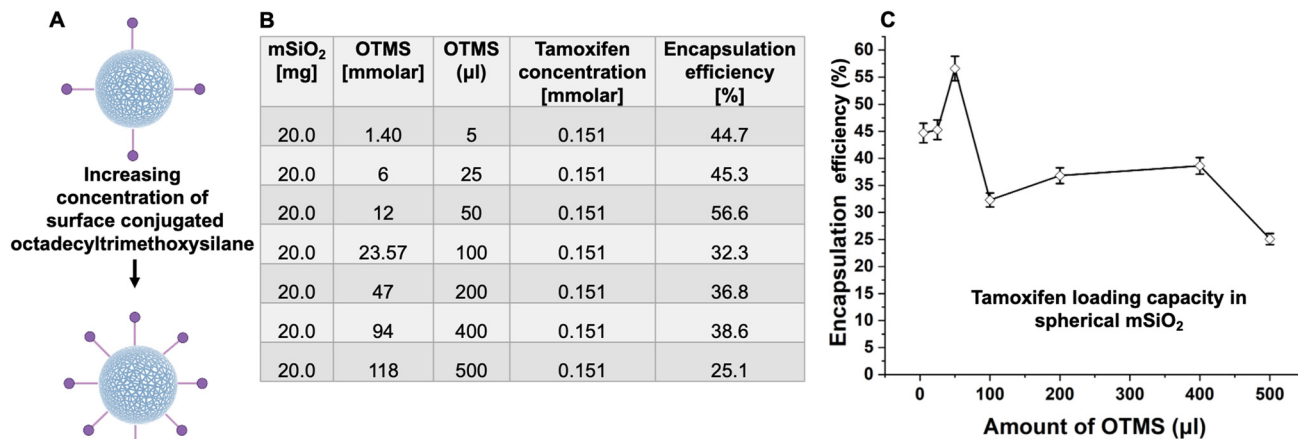 A
Increasing
concentration of
surface conjugated
octadecyltrimethoxysilane
B
mSiO₂ [mg] OTMS [mmolar] OTMS (µl) Tamoxifen concentration [mmolar] Encapsulation efficiency [%]
20.0 1.40 5 0.151 44.7
20.0 6 25 0.151 45.3
20.0 12 50 0.151 56.6
20.0 23.57 100 0.151 32.3
20.0 47 200 0.151 36.8
20.0 94 400 0.151 38.6
20.0 118 500 0.151 25.1
C
Encapsulation efficiency (%)
60
55
50
45
40
35
30
25
20
15
10
5
0
Tamoxifen loading capacity in
spherical mSiO₂
0 100 200 300 400 500
Amount of OTMS (µl)